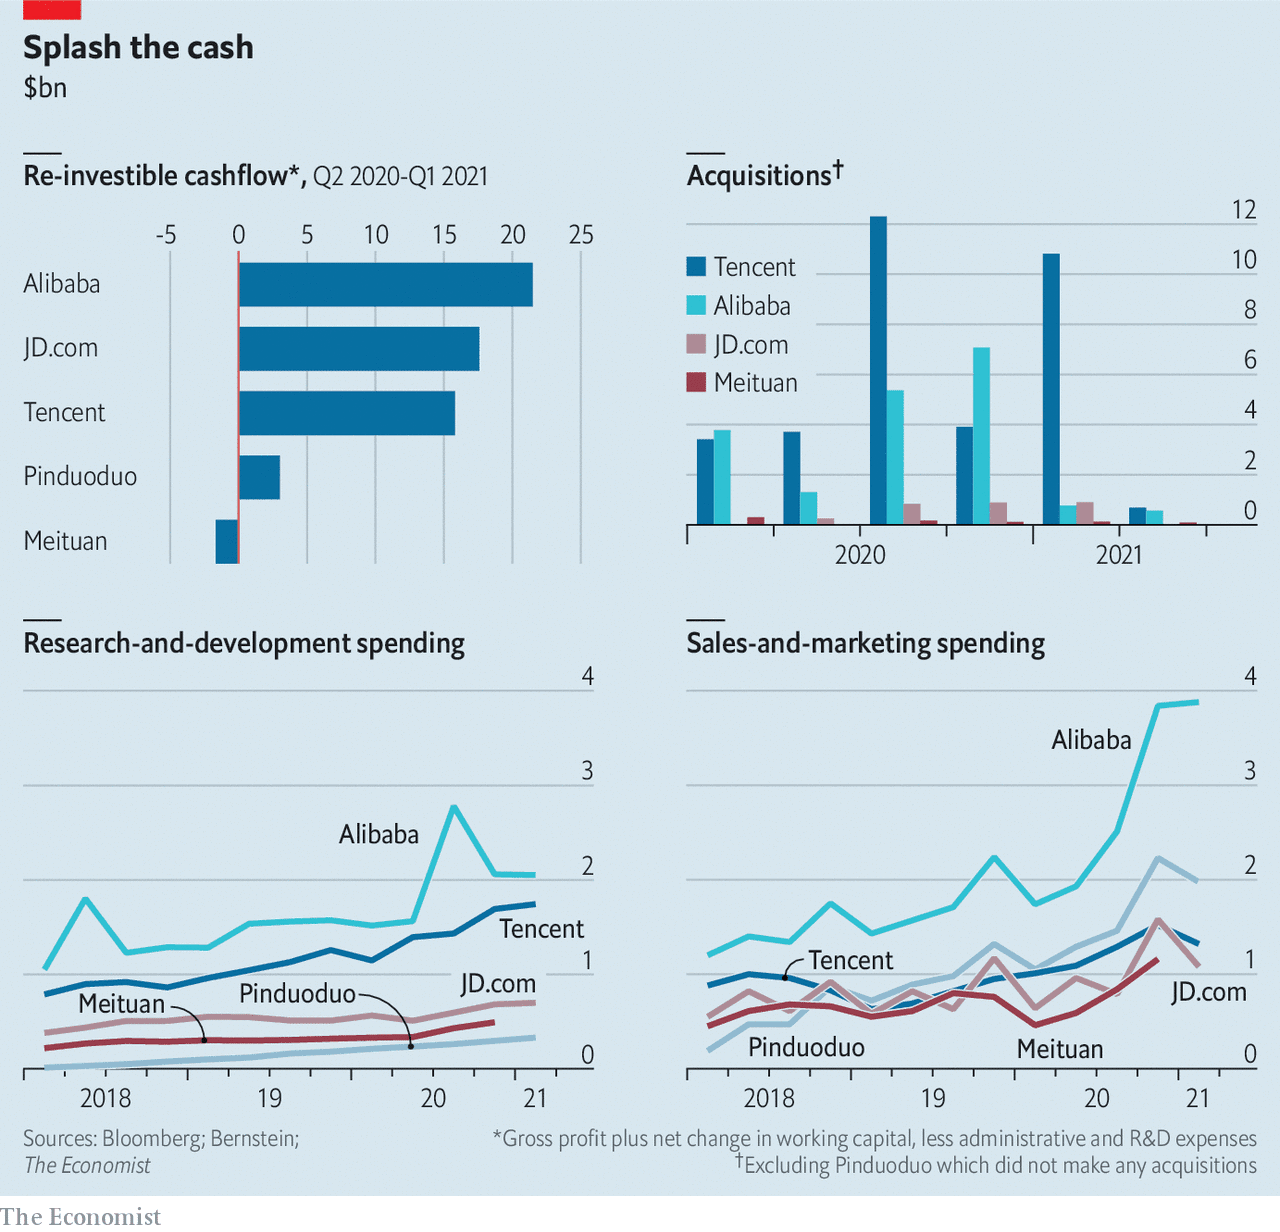 Splash the cash
$bn
Re-investible cashflow*, Q2 2020-Q1 2021
-5 0 5 10 15 20 25
Alibaba
JD.com
Tencent
Pinduoduo
Meituan
Acquisitions†
12
10
8
6
4
2
0
Tencent
Alibaba
JD.com
Meituan
2020 2021
Research-and-development spending
4
3
2
1
0
Alibaba
Tencent
JD.com
Meituan
Pinduoduo
2018 19 20 21
Sales-and-marketing spending
4
3
2
1
0
Alibaba
Tencent
JD.com
Pinduoduo
Meituan
2018 19 20 21
Sources: Bloomberg; Bernstein;
The Economist
*Gross profit plus net change in working capital, less administrative and R&D expenses
†Excluding Pinduoduo which did not make any acquisitions
The Economist